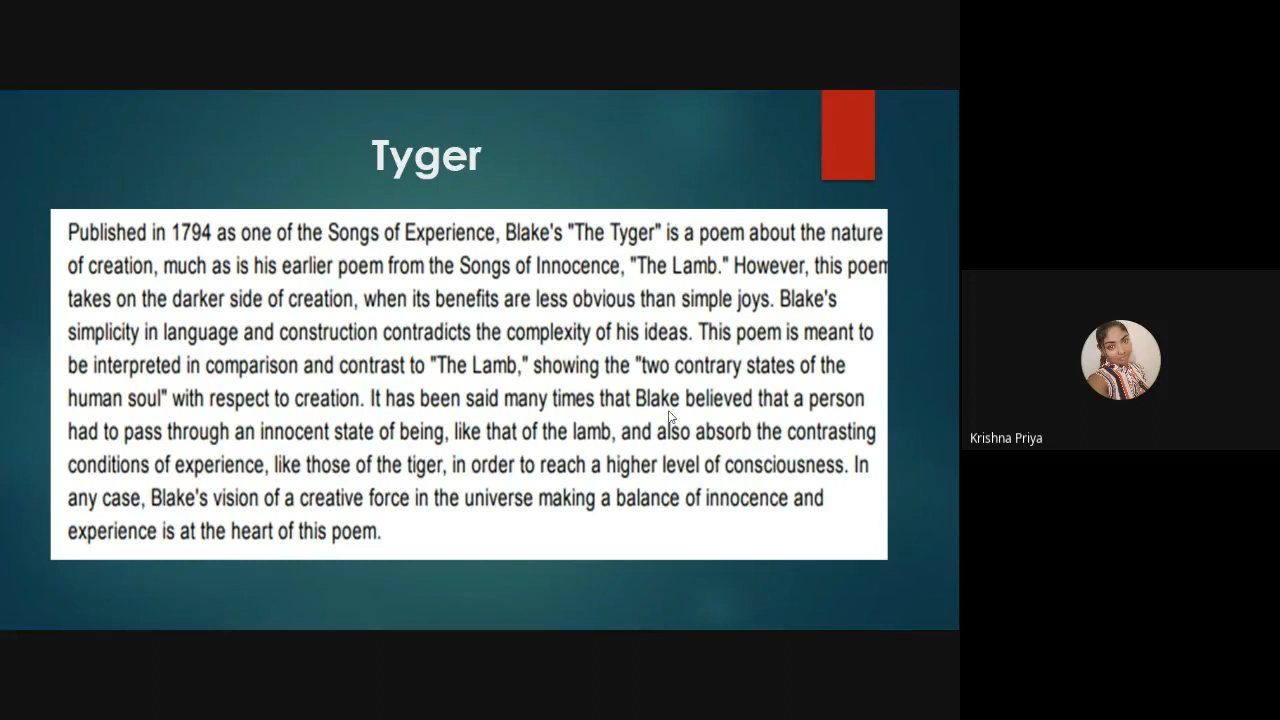 Tyger
Published in 1794 as one of the Songs of Experience, Blake's "The Tyger" is a poem about the nature
of creation, much as is his earlier poem from the Songs of Innocence, "The Lamb." However, this poem
takes on the darker side of creation, when its benefits are less obvious than simple joys. Blake's
simplicity in language and construction contradicts the complexity of his ideas. This poem is meant to
be interpreted in comparison and contrast to "The Lamb," showing the "two contrary states of the
human soul" with respect to creation. It has been said many times that Blake believed that a person
had to pass through an innocent state of being, like that of the lamb, and also absorb the contrasting
conditions of experience, like those of the tiger, in order to reach a higher level of consciousness. In
any case, Blake's vision of a creative force in the universe making a balance of innocence and
experience is at the heart of this poem.
Krishna Priya